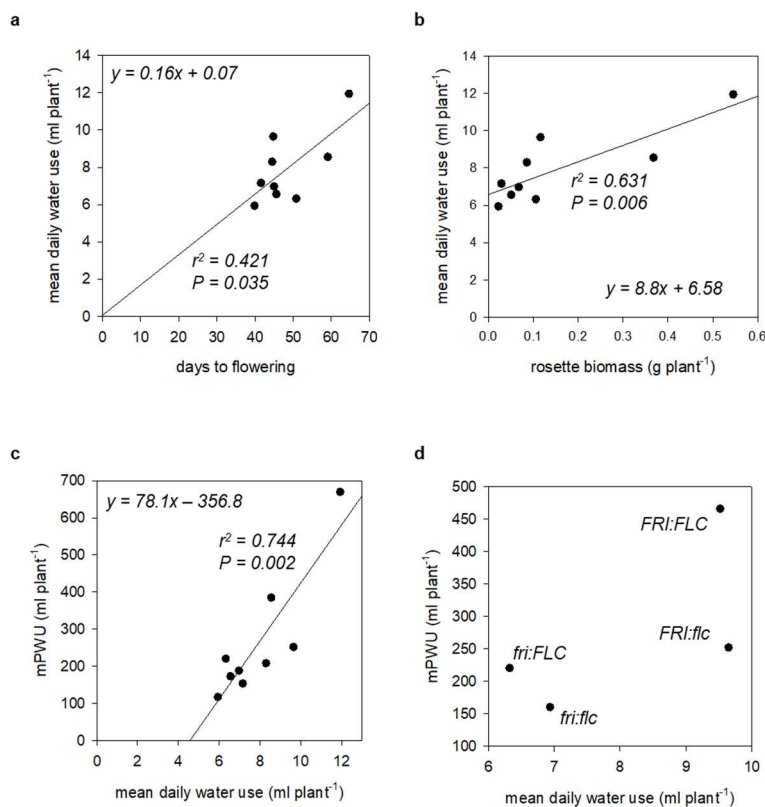 a
y = 0.16x + 0.07
mean daily water use (ml plant⁻¹)
14
12
10
8
6
4
2
0
r² = 0.421
P = 0.035
0 10 20 30 40 50 60 70
days to flowering
b
mean daily water use (ml plant⁻¹)
14
12
10
8
6
4
2
0
r² = 0.631
P = 0.006
y = 8.8x + 6.58
0.0 0.1 0.2 0.3 0.4 0.5 0.6
rosette biomass (g plant⁻¹)
c
y = 78.1x – 356.8
mPWU (ml plant⁻¹)
700
600
500
400
300
200
100
0
r² = 0.744
P = 0.002
0 2 4 6 8 10 12
mean daily water use (ml plant⁻¹)
d
mPWU (ml plant⁻¹)
500
450
400
350
300
250
200
150
100
FRI:FLC
FRI:flc
fri:FLC
fri:flc
6 7 8 9 10
mean daily water use (ml plant⁻¹)